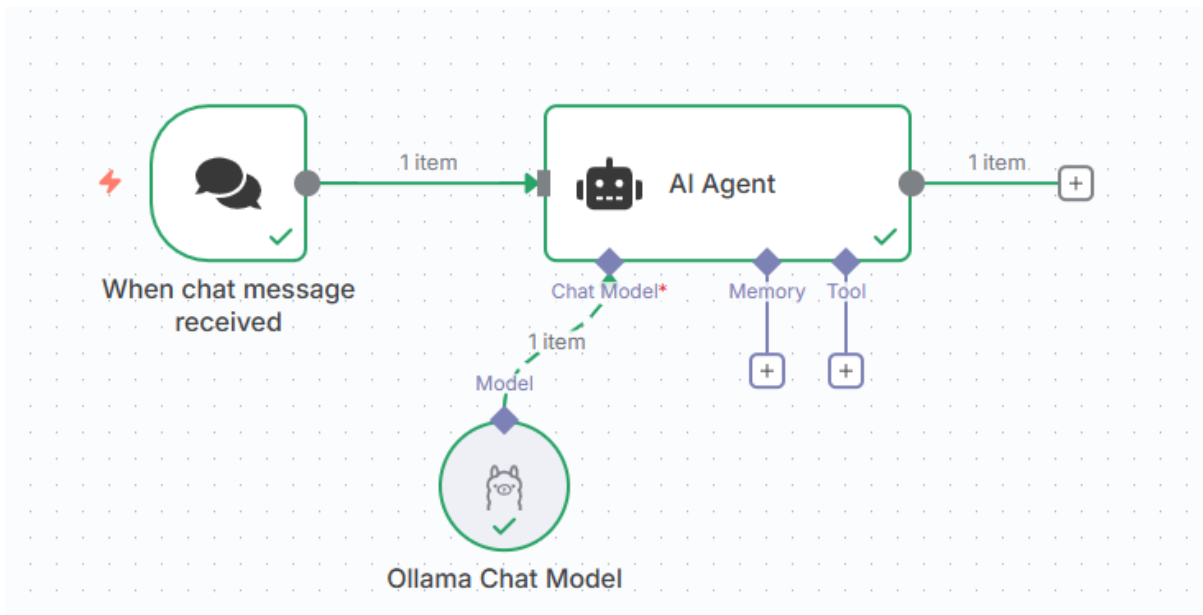 1 item
AI Agent
1 item
When chat message
received
Chat Model*
Memory
Tool
1 item
Model
Ollama Chat Model